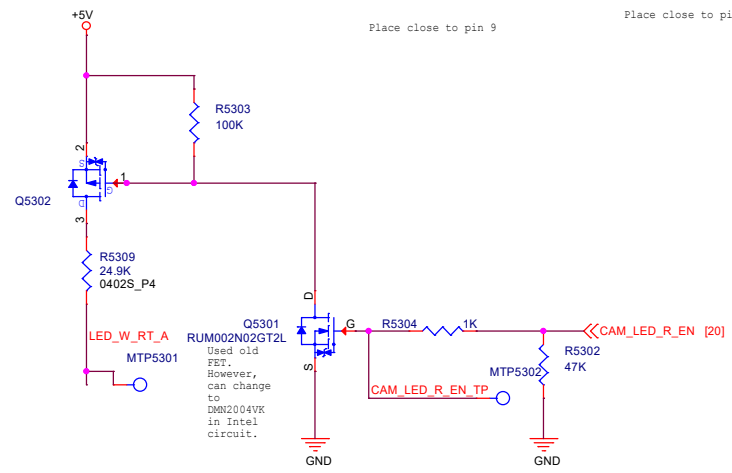 +5V
Place close to pin 9
Place close to pi
R5303
100K
2
S
G
1
D
Q5302
3
R5309
24.9K
0402S_P4
LED_W_RT_A
MTP5301
D
Q5301
RUM002N02GT2L
G
S
Used old
FET.
However,
can change
to
DMN2004VK
in Intel
circuit.
R5304
1K
CAM_LED_R_EN [20]
R5302
47K
MTP5302
CAM_LED_R_EN_TP
GND
GND